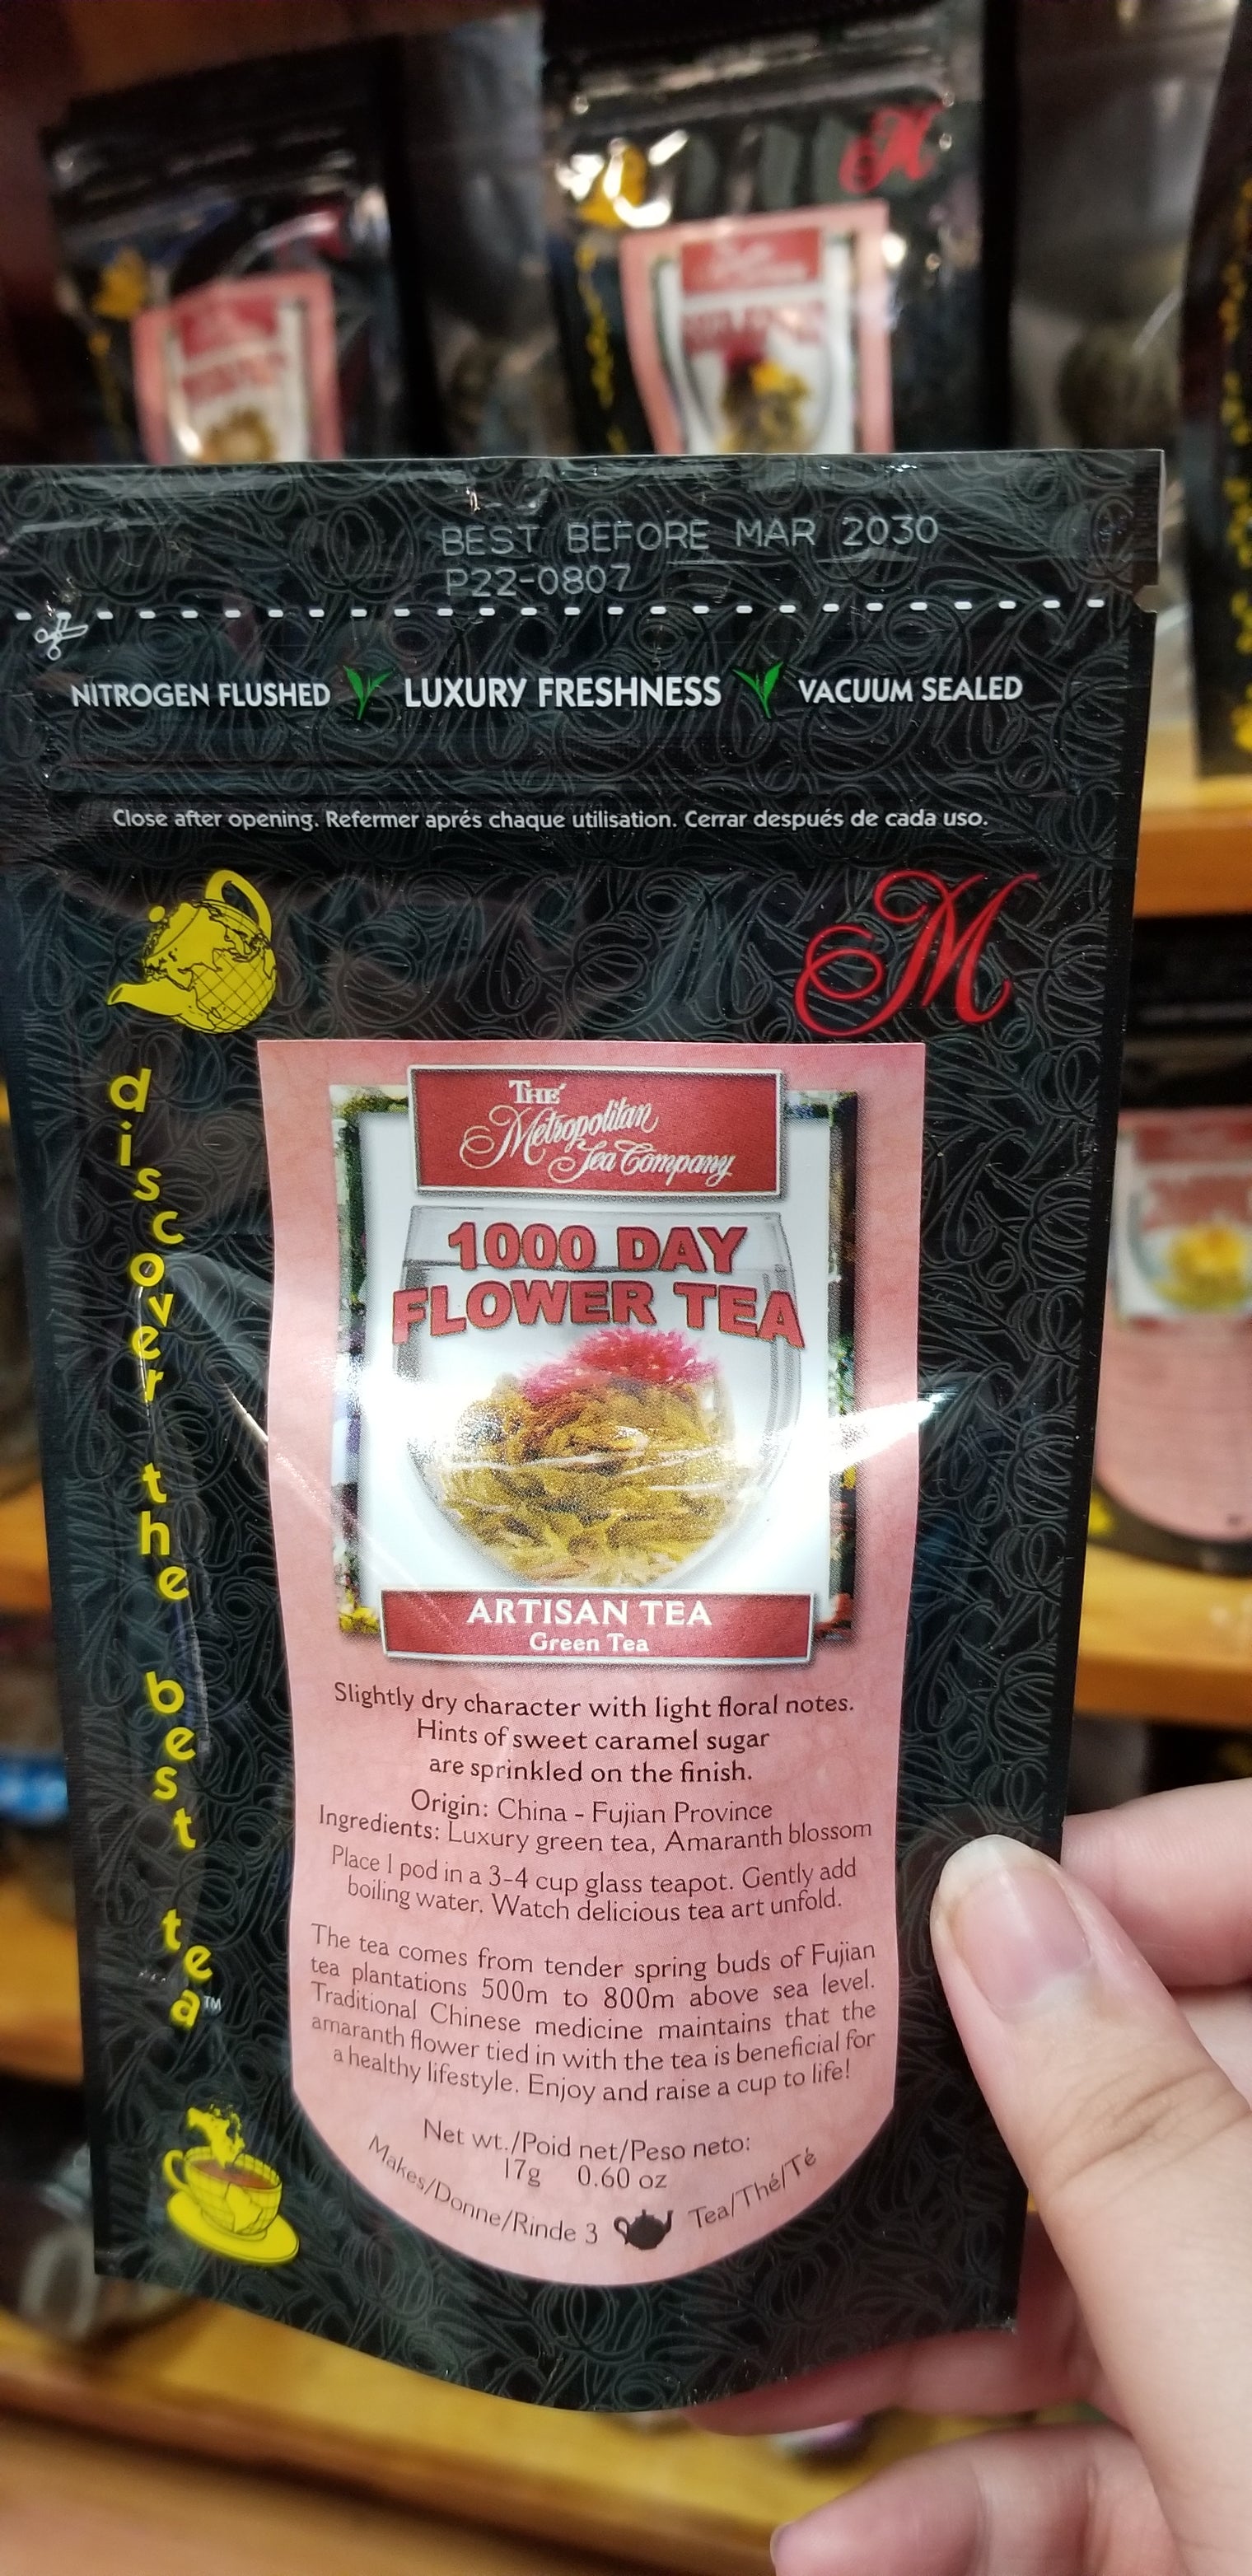 BEST BEFORE MAR 2030
P22-0807
NITROGEN FLUSHED LUXURY FRESHNESS VACUUM SEALED
Close after opening. Refermer aprés chaque utilisation. Cerrar después de cada uso.
M
discover the best tea™
THE
Metropolitan
Tea Company
1000 DAY
FLOWER TEA
ARTISAN TEA
Green Tea
Slightly dry character with light floral notes.
Hints of sweet caramel sugar
are sprinkled on the finish.
Origin: China - Fujian Province
Ingredients: Luxury green tea, Amaranth blossom
Place 1 pod in a 3-4 cup glass teapot. Gently add
boiling water. Watch delicious tea art unfold.
The tea comes from tender spring buds of Fujian
tea plantations 500m to 800m above sea level.
Traditional Chinese medicine maintains that the
amaranth flower tied in with the tea is beneficial for
a healthy lifestyle. Enjoy and raise a cup to life!
Net wt./Poid net/Peso neto:
17g 0.60 oz
Makes/Donne/Rinde 3 Tea/Thé/Té
M